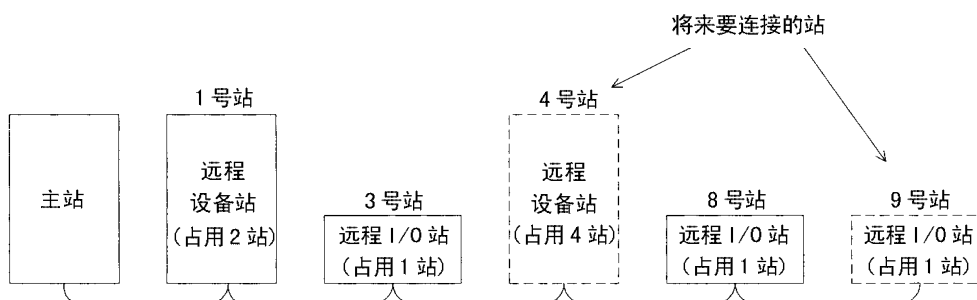 将来要连接的站
1号站
4号站
主站
远程
设备站
(占用2站)
3号站
远程I/O站
(占用1站)
远程
设备站
(占用4站)
8号站
远程I/O站
(占用1站)
9号站
远程I/O站
(占用1站)